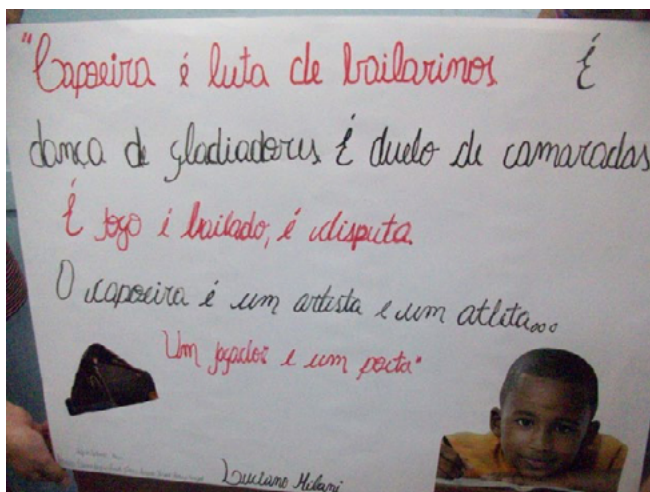 "Capoeira é luta de bailarinos É
dança de gladiadores É duelo de camaradas
É jogo é bailado, é disputa.
O capoeira é um artista e um atleta...
Um jogador e um poeta"
Luciano Milani